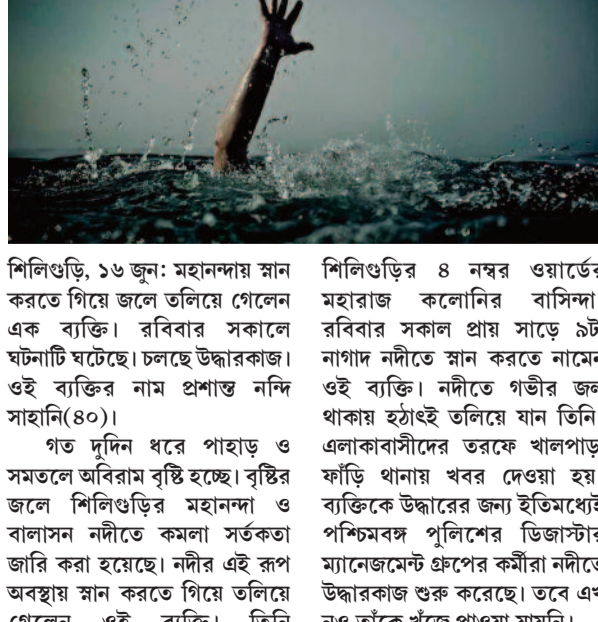 শিলিগুড়ি, ১৬ জুন: মহানন্দায় স্নান
করতে গিয়ে জলে তলিয়ে গেলেন
এক ব্যক্তি। রবিবার সকালে
ঘটনাটি ঘটেছে। চলছে উদ্ধারকাজ।
ওই ব্যক্তির নাম প্রশান্ত নন্দি
সাহানি(৪০)।
গত দুদিন ধরে পাহাড় ও
সমতলে অবিরাম বৃষ্টি হচ্ছে। বৃষ্টির
জলে শিলিগুড়ির মহানন্দা ও
বালাসন নদীতে কমলা সর্তকতা
জারি করা হয়েছে। নদীর এই রূপ
অবস্থায় স্নান করতে গিয়ে তলিয়ে
গেলেন ওই ব্যক্তি। তিনি
শিলিগুড়ির ৪ নম্বর ওয়ার্ডের
মহারাজ কলোনির বাসিন্দা
রবিবার সকাল প্রায় সাড়ে ৯টা
নাগাদ নদীতে স্নান করতে নামেন
ওই ব্যক্তি। নদীতে গভীর জল
থাকায় হঠাৎই তলিয়ে যান তিনি
এলাকাবাসীদের তরফে খালপাড়া
ফাঁড়ি থানায় খবর দেওয়া হয়
ব্যক্তিকে উদ্ধারের জন্য ইতিমধ্যেই
পশ্চিমবঙ্গ পুলিশের ডিজাস্টার
ম্যানেজমেন্ট গ্রুপের কর্মীরা নদীতে
উদ্ধারকাজ শুরু করেছে। তবে এখ
নও তাঁকে খুঁজে পাওয়া যায়নি।